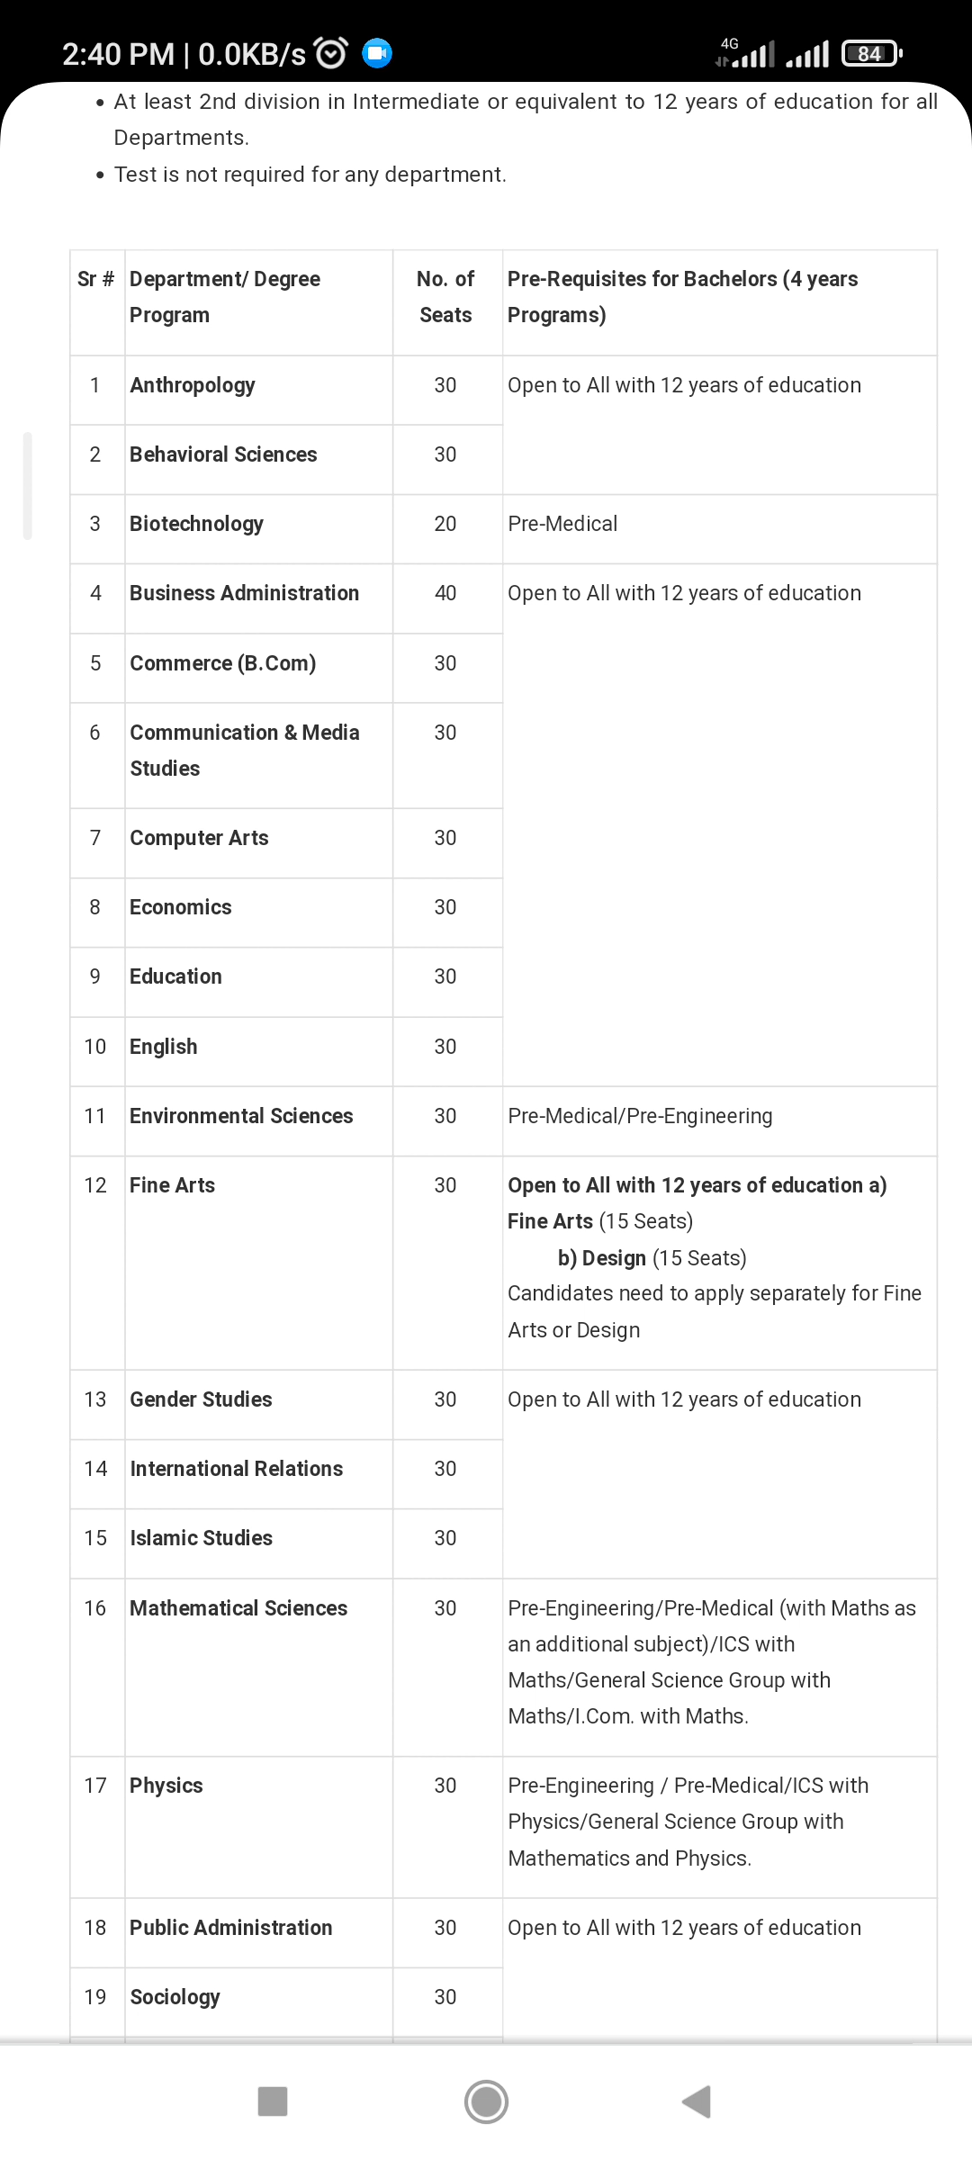 2:40 PM | 0.0KB/s
4G
84
• At least 2nd division in Intermediate or equivalent to 12 years of education for all
Departments.
• Test is not required for any department.
Sr # Department/ Degree No. of Pre-Requisites for Bachelors (4 years
Program Seats Programs)
1 Anthropology 30 Open to All with 12 years of education
2 Behavioral Sciences 30
3 Biotechnology 20 Pre-Medical
4 Business Administration 40 Open to All with 12 years of education
5 Commerce (B.Com) 30
6 Communication & Media 30
Studies
7 Computer Arts 30
8 Economics 30
9 Education 30
10 English 30
11 Environmental Sciences 30 Pre-Medical/Pre-Engineering
12 Fine Arts 30 Open to All with 12 years of education a)
Fine Arts (15 Seats)
b) Design (15 Seats)
Candidates need to apply separately for Fine
Arts or Design
13 Gender Studies 30 Open to All with 12 years of education
14 International Relations 30
15 Islamic Studies 30
16 Mathematical Sciences 30 Pre-Engineering/Pre-Medical (with Maths as
an additional subject)/ICS with
Maths/General Science Group with
Maths/I.Com. with Maths.
17 Physics 30 Pre-Engineering / Pre-Medical/ICS with
Physics/General Science Group with
Mathematics and Physics.
18 Public Administration 30 Open to All with 12 years of education
19 Sociology 30